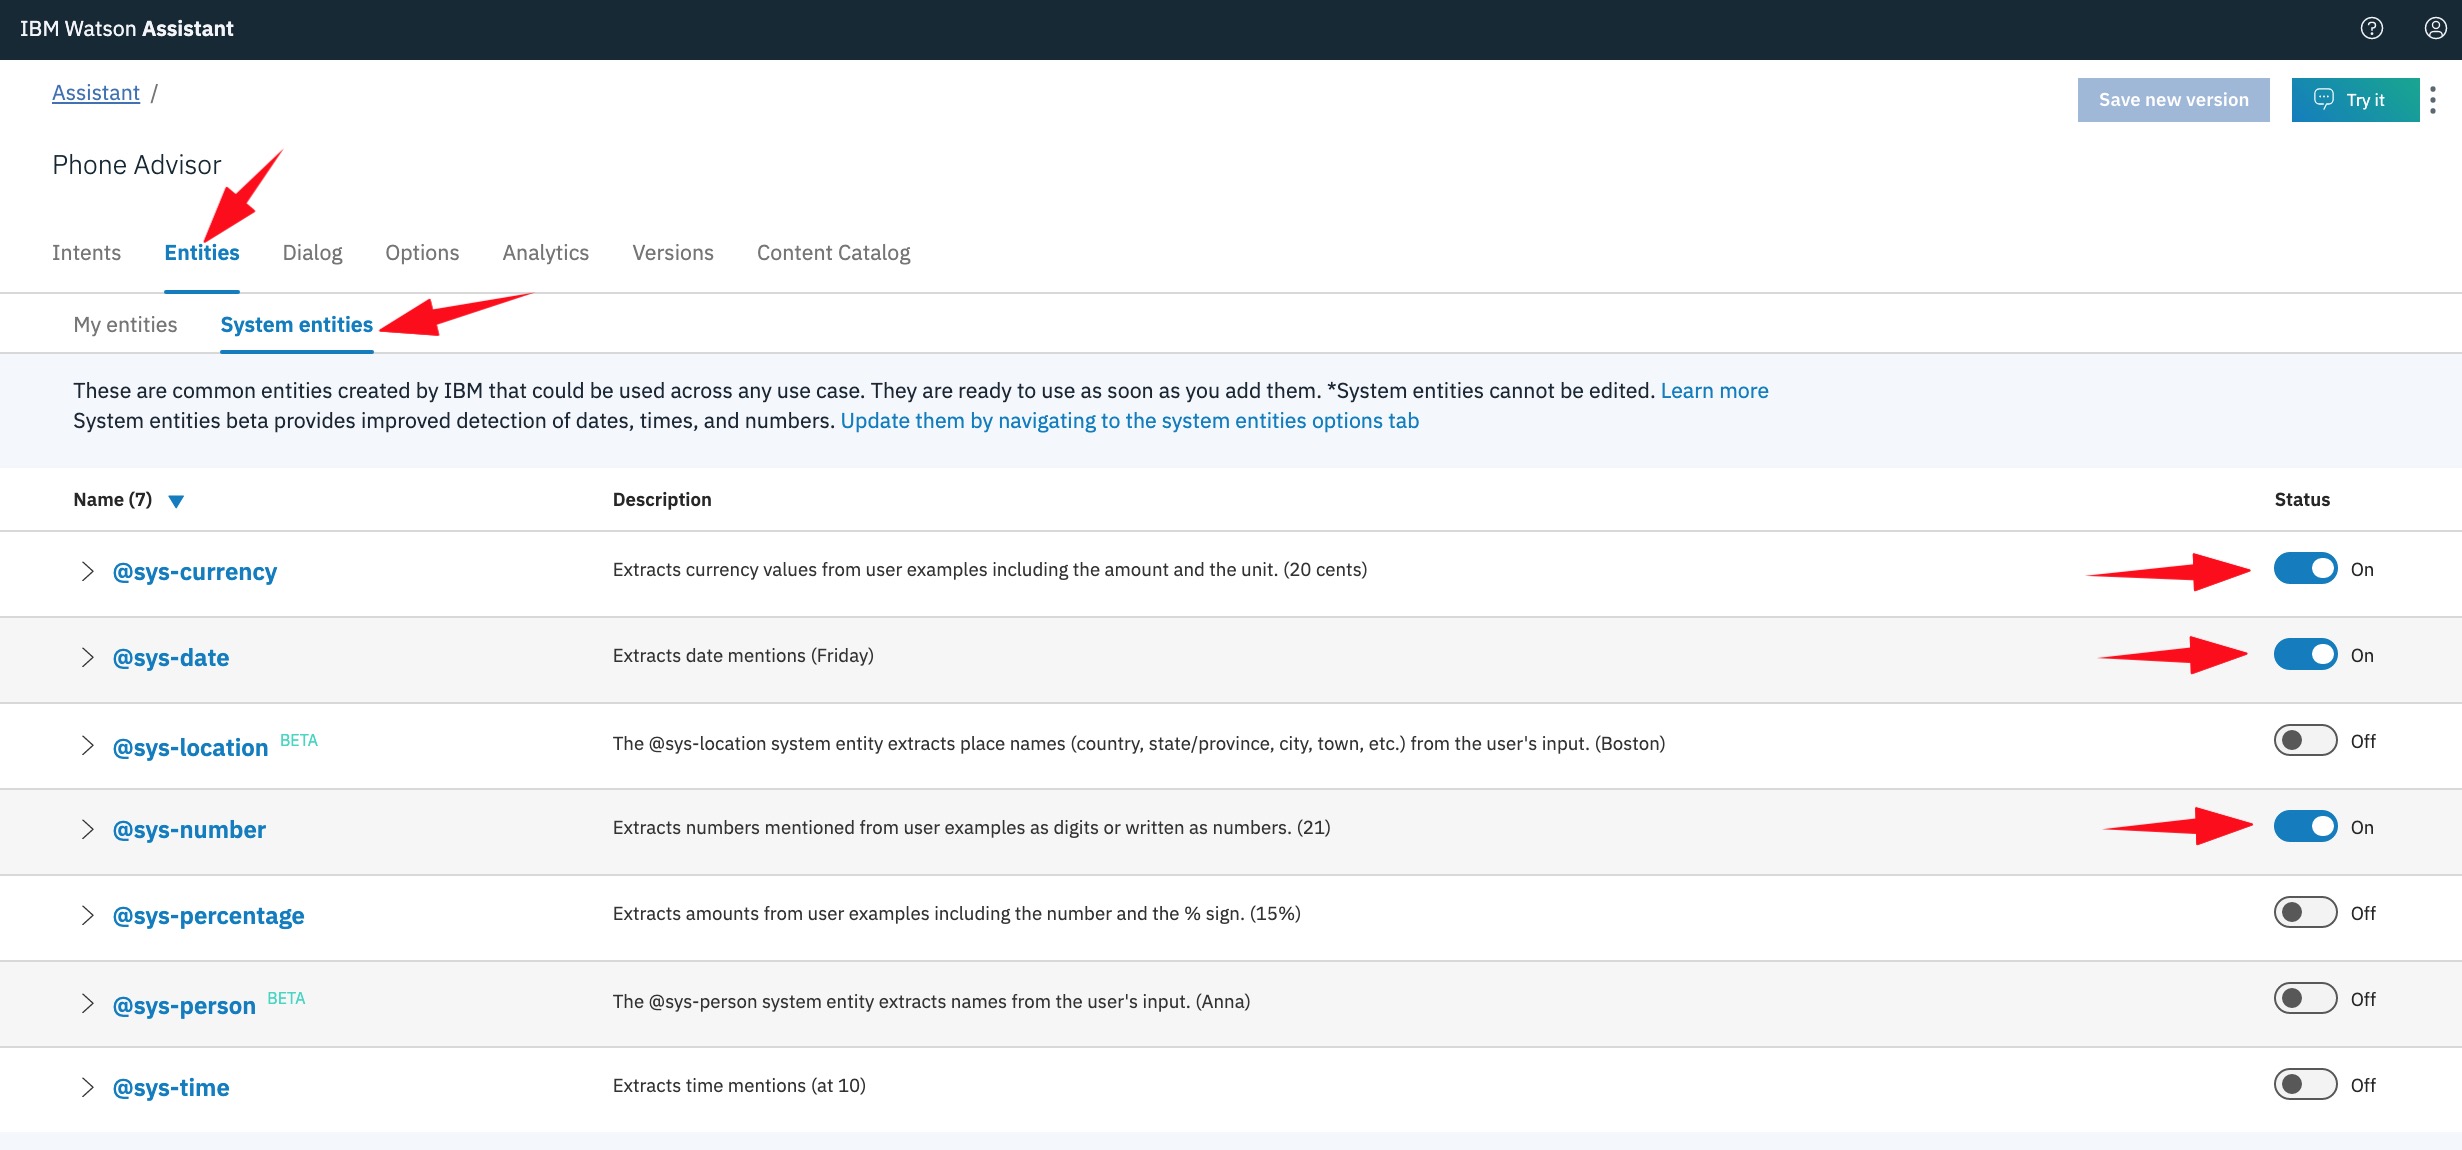 IBM Watson Assistant
Assistant /
Save new version
Try it
Phone Advisor
Intents Entities Dialog Options Analytics Versions Content Catalog
My entities System entities
These are common entities created by IBM that could be used across any use case. They are ready to use as soon as you add them. *System entities cannot be edited. Learn more
System entities beta provides improved detection of dates, times, and numbers. Update them by navigating to the system entities options tab
Name (7) Description Status
@sys-currency Extracts currency values from user examples including the amount and the unit. (20 cents) On
@sys-date Extracts date mentions (Friday) On
@sys-location BETA The @sys-location system entity extracts place names (country, state/province, city, town, etc.) from the user's input. (Boston) Off
@sys-number Extracts numbers mentioned from user examples as digits or written as numbers. (21) On
@sys-percentage Extracts amounts from user examples including the number and the % sign. (15%) Off
@sys-person BETA The @sys-person system entity extracts names from the user's input. (Anna) Off
@sys-time Extracts time mentions (at 10) Off